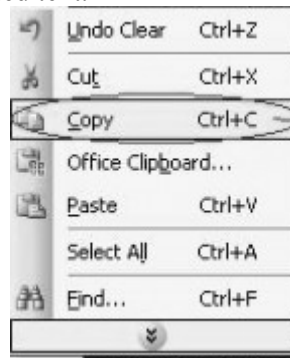 Undo Clear Ctrl+Z
Cut Ctrl+X
Copy Ctrl+C
Office Clipboard...
Paste Ctrl+V
Select All Ctrl+A
Find... Ctrl+F